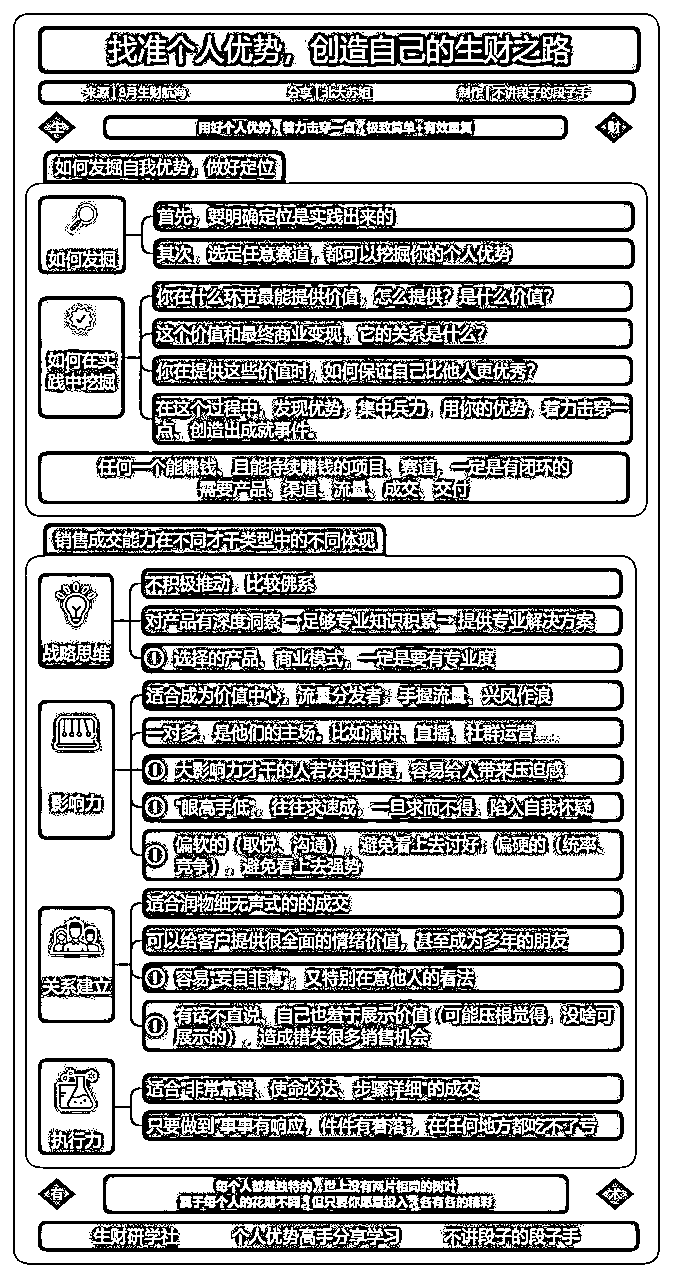 找准个人优势，创造自己的生财之路
来源 | 8月生财航海 分享 | 北大苏姐 制作 | 不讲段子的段子手
生 用好个人优势，着力击穿一点，极致简单+有效重复 财
如何发掘自我优势，做好定位
如何发掘
首先，要明确定位是实践出来的
其次，选定任意赛道，都可以挖掘你的个人优势
如何在实
践中挖掘
你在什么环节最能提供价值，怎么提供？是什么价值？
这个价值和最终商业变现，它的关系是什么？
你在提供这些价值时，如何保证自己比他人更优秀？
在这个过程中，发现优势，集中兵力，用你的优势，着力击穿一
点、创造出成就事件。
任何一个能赚钱、且能持续赚钱的项目、赛道，一定是有闭环的
需要产品、渠道、流量、成交、交付
销售成交能力在不同才干类型中的不同体现
战略思维
不积极推动，比较佛系
对产品有深度洞察→足够专业知识积累→提供专业解决方案
选择的产品、商业模式，一定是要有专业度
影响力
适合成为价值中心，流量分发者：手握流量、兴风作浪
一对多，是他们的主场。比如演讲、直播、社群运营...
大影响力才干的人若发挥过度，容易给人带来压迫感
“眼高手低”，往往求速成，一旦求而不得，陷入自我怀疑
偏软的（取悦、沟通），避免看上去讨好；偏硬的（统率、
竞争），避免看上去强势
关系建立
适合润物细无声式的的成交
可以给客户提供很全面的情绪价值，甚至成为多年的朋友
容易“妄自菲薄”，又特别在意他人的看法
有话不直说、自己也羞于展示价值（可能压根觉得，没啥可
展示的），造成错失很多销售机会
执行力
适合“非常靠谱、使命必达、步骤详细”的成交
只要做到“事事有响应，件件有着落”，在任何地方都吃不了亏
每个人都是独特的，世上没有两片相同的树叶
有
属于每个人的花期不同，但只要你愿意投入，各有各的精彩
生财研学社 个人优势高手分享学习 不讲段子的段子手